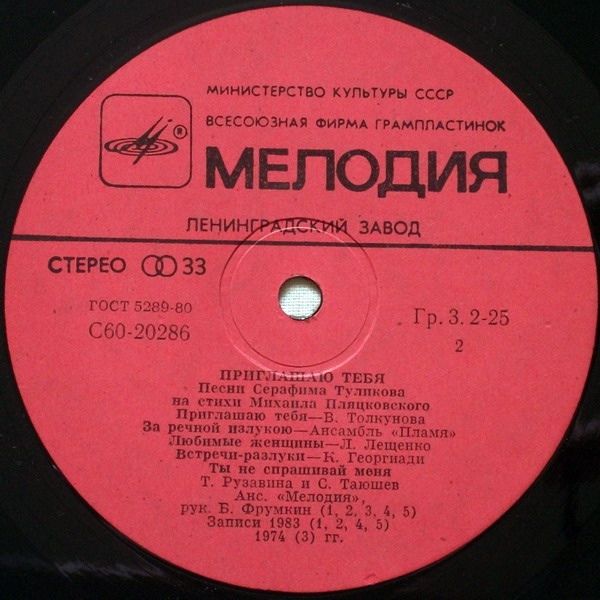 МИНИСТЕРСТВО КУЛЬТУРЫ СССР
ВСЕСОЮЗНАЯ ФИРМА ГРАМПЛАСТИНОК
®
МЕЛОДИЯ
ЛЕНИНГРАДСКИЙ ЗАВОД
СТЕРЕО 33
ГОСТ 5289-80
С60-20286
Гр. 3. 2-25
2
ПРИГЛАШАЮ ТЕБЯ
Песни Серафима Туликова
на стихи Михаила Пляцковского
Приглашаю тебя—В. Толкунова
За речной излукою—Ансамбль «Пламя»
Любимые женщины—Л. Лещенко
Встречи-разлуки—К. Георгиади
Ты не спрашивай меня
Т. Рузавина и С. Таюшев
Анс. «Мелодия»,
рук. Б. Фрумкин (1, 2, 3, 4, 5)
Записи 1983 (1, 2, 4, 5)
1974 (3) гг.